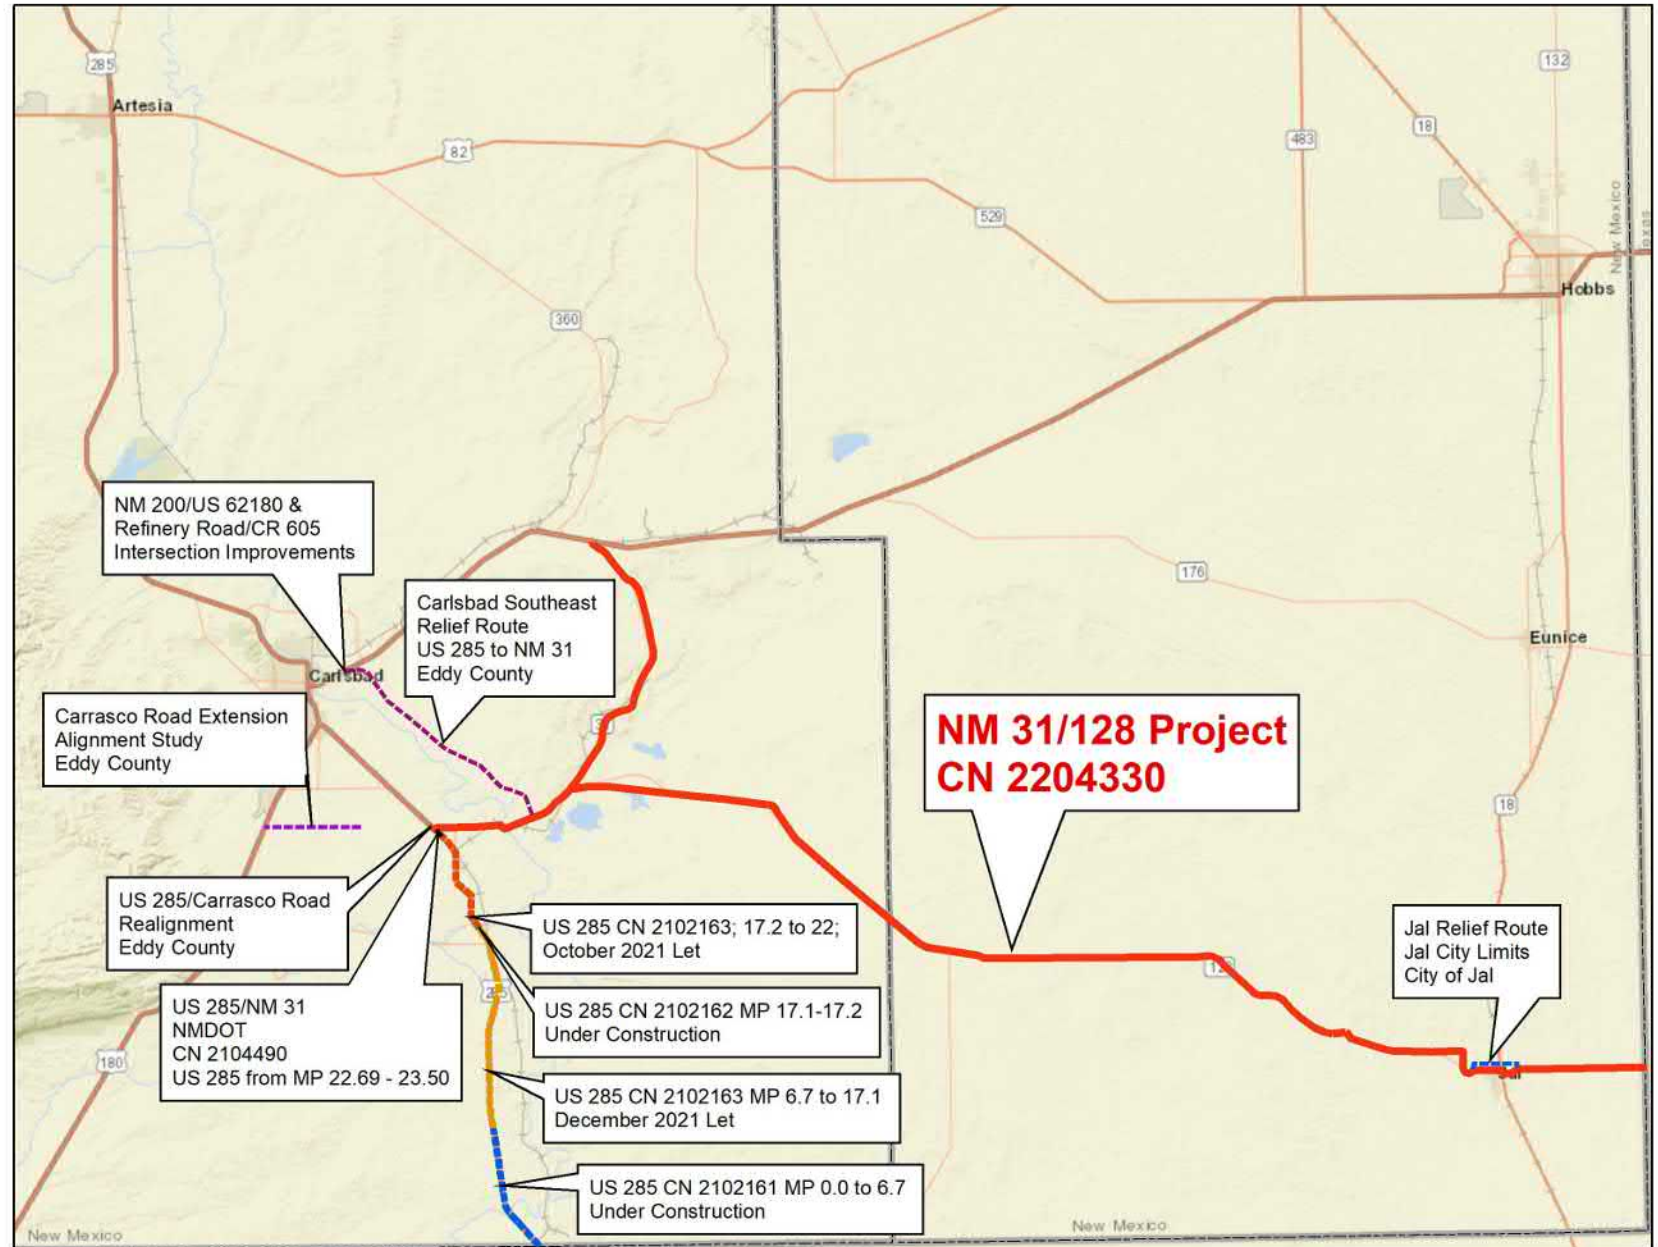 285
Artesia
82
132
18
483
529
New Mexico
Hobbs
360
NM 200/US 62180 &
Refinery Road/CR 605
Intersection Improvements
176
Carlsbad Southeast
Relief Route
US 285 to NM 31
Eddy County
Eunice
Carlsbad
Carrasco Road Extension
Alignment Study
Eddy County
NM 31/128 Project
CN 2204330
18
US 285/Carrasco Road
Realignment
Eddy County
US 285 CN 2102163; 17.2 to 22;
October 2021 Let
Jal Relief Route
Jal City Limits
City of Jal
US 285/NM 31
NMDOT
CN 2104490
US 285 from MP 22.69 - 23.50
US 285 CN 2102162 MP 17.1-17.2
Under Construction
180
Jal
US 285 CN 2102163 MP 6.7 to 17.1
December 2021 Let
US 285 CN 2102161 MP 0.0 to 6.7
Under Construction
New Mexico
New Mexico